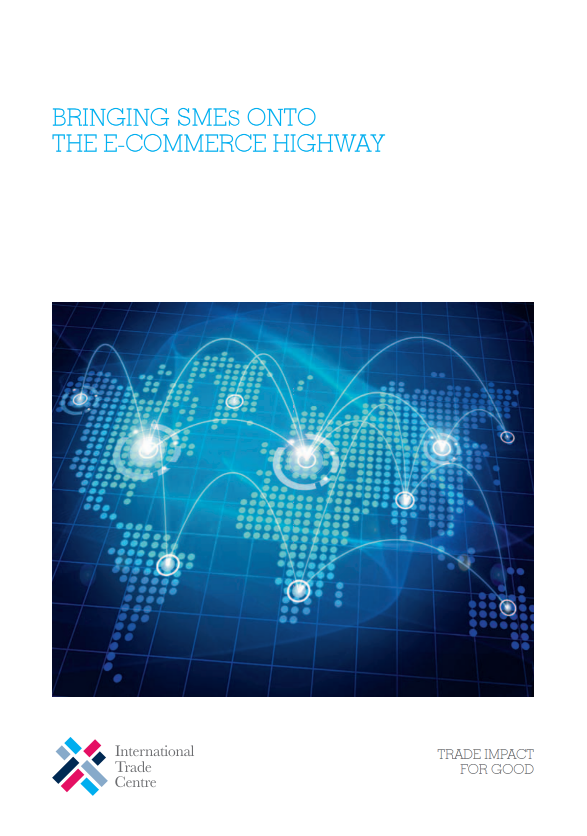 BRINGING SMES ONTO
THE E-COMMERCE HIGHWAY
International
Trade
Centre
TRADE IMPACT
FOR GOOD